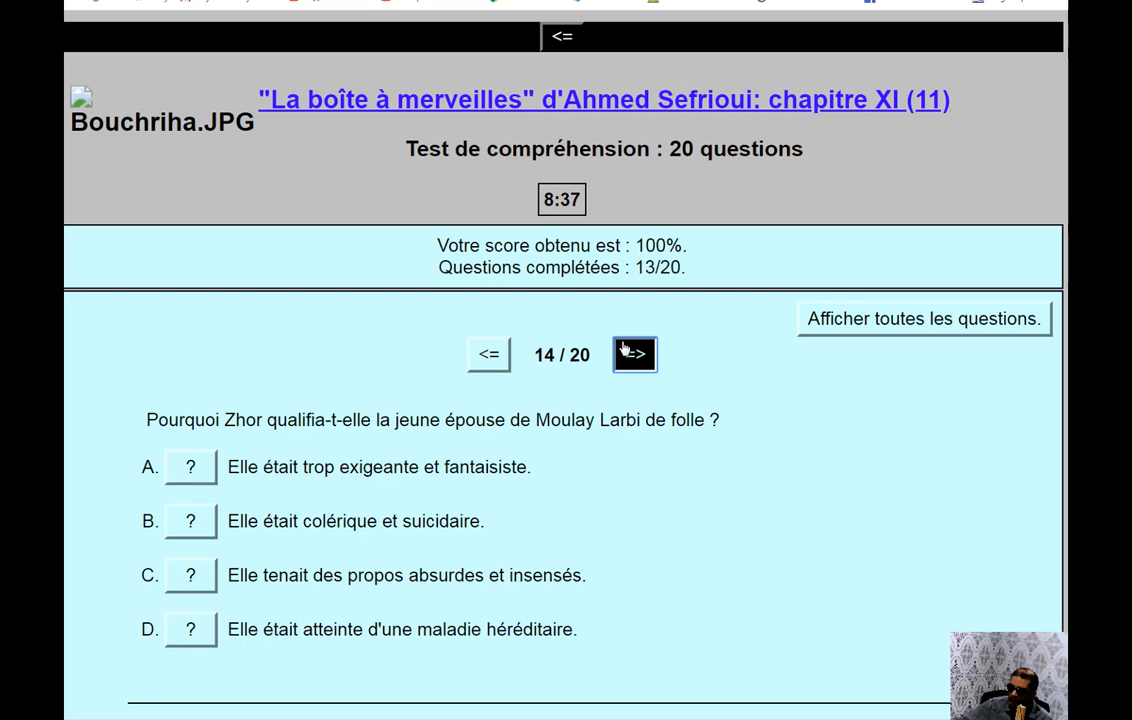 <=
"La boîte à merveilles" d'Ahmed Sefrioui: chapitre XI (11)
Bouchriha.JPG
Test de compréhension : 20 questions
8:37
Votre score obtenu est : 100%.
Questions complétées : 13/20.
Afficher toutes les questions.
<= 14 / 20 =>
Pourquoi Zhor qualifia-t-elle la jeune épouse de Moulay Larbi de folle ?
A. ? Elle était trop exigeante et fantaisiste.
B. ? Elle était colérique et suicidaire.
C. ? Elle tenait des propos absurdes et insensés.
D. ? Elle était atteinte d'une maladie héréditaire.